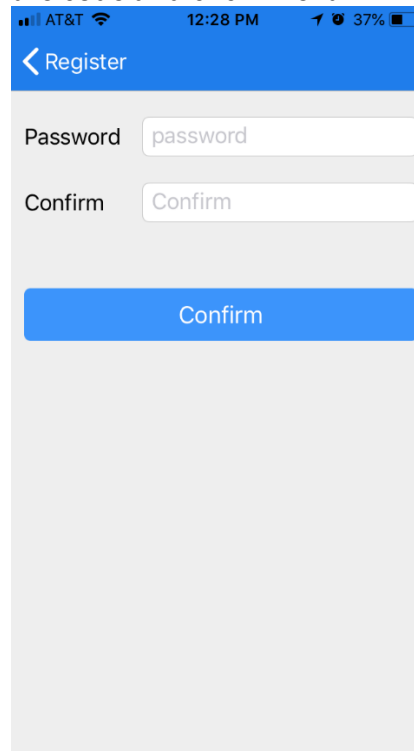 AT&T 12:28 PM 37%
Register
Password password
Confirm Confirm
Confirm